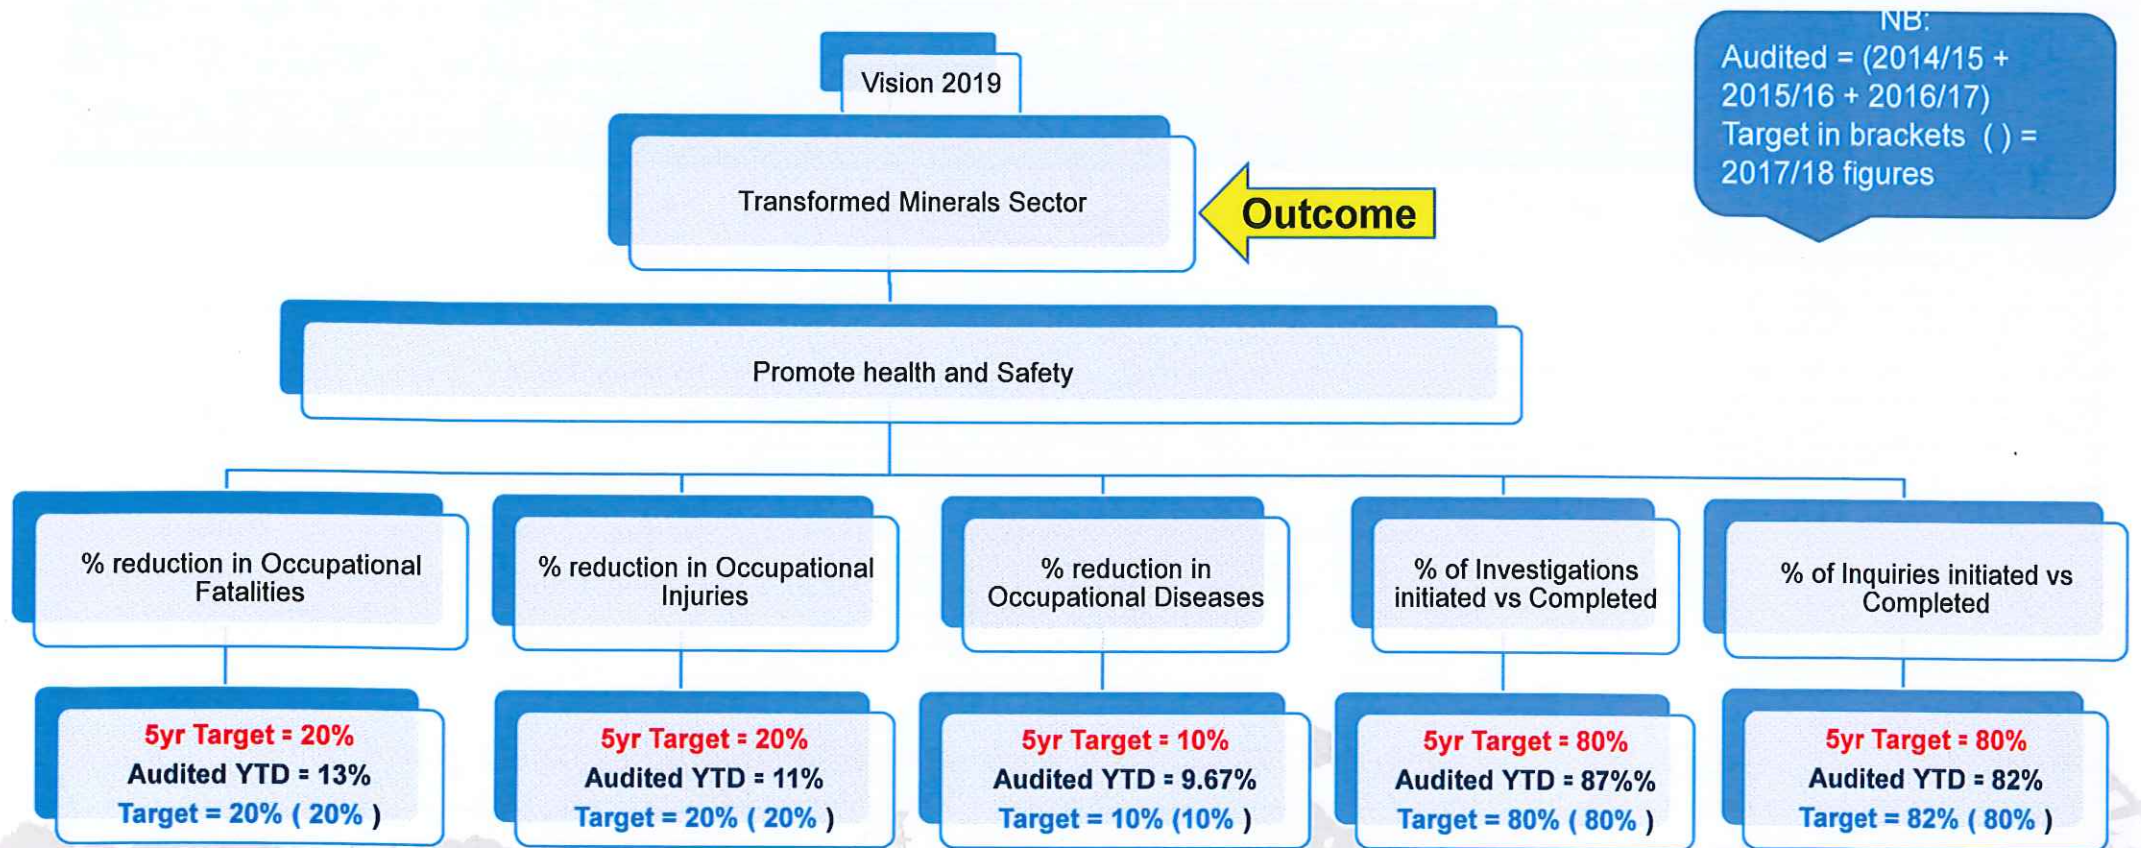 NB:
Audited = (2014/15 +
2015/16 + 2016/17)
Target in brackets ( ) =
2017/18 figures
Vision 2019
Transformed Minerals Sector
Outcome
Promote health and Safety
% reduction in Occupational
Fatalities
5yr Target = 20%
Audited YTD = 13%
Target = 20% ( 20% )
% reduction in Occupational
Injuries
5yr Target = 20%
Audited YTD = 11%
Target = 20% ( 20% )
% reduction in
Occupational Diseases
5yr Target = 10%
Audited YTD = 9.67%
Target = 10% (10% )
% of Investigations
initiated vs Completed
5yr Target = 80%
Audited YTD = 87%%
Target = 80% ( 80% )
% of Inquiries initiated vs
Completed
5yr Target = 80%
Audited YTD = 82%
Target = 82% ( 80% )